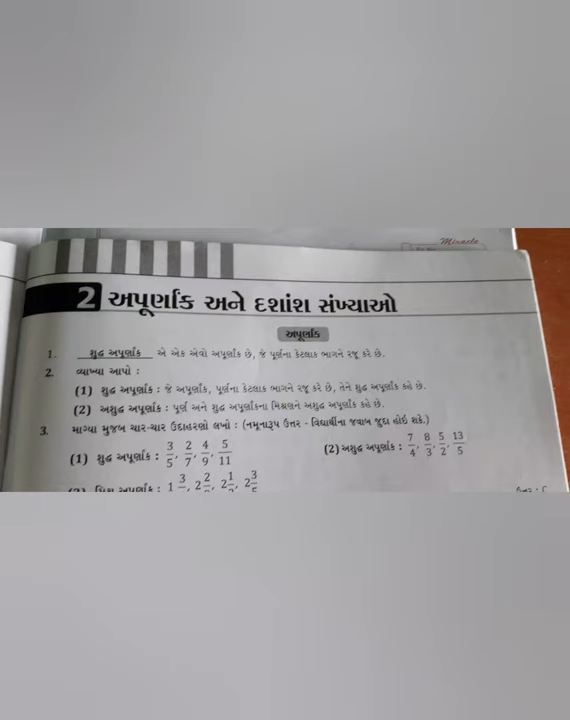 Miracle
2 અપૂર્ણાંક અને દશાંશ સંખ્યાઓ
અપૂર્ણાંક
1. શુદ્ધ અપૂર્ણાંક એ એક એવો અપૂર્ણાંક છે, જે પૂર્ણના કેટલાક ભાગને રજૂ કરે છે.
2. વ્યાખ્યા આપો :
(1) શુદ્ધ અપૂર્ણાંક : જે અપૂર્ણાંક, પૂર્ણના કેટલાક ભાગને રજૂ કરે છે, તેને શુદ્ધ અપૂર્ણાંક કહે છે.
(2) અશુદ્ધ અપૂર્ણાંક : પૂર્ણ અને શુદ્ધ અપૂર્ણાંકના મિશ્રણને અશુદ્ધ અપૂર્ણાંક કહે છે.
3. માગ્યા મુજબ ચાર-ચાર ઉદાહરણો લખો : (નમૂનારૂપ ઉત્તર - વિદ્યાર્થીના જવાબ જુદા હોઈ શકે.)
(1) શુદ્ધ અપૂર્ણાંક : 3/5, 2/7, 4/9, 5/11 (2) અશુદ્ધ અપૂર્ણાંક : 7/4, 8/3, 5/2, 13/5